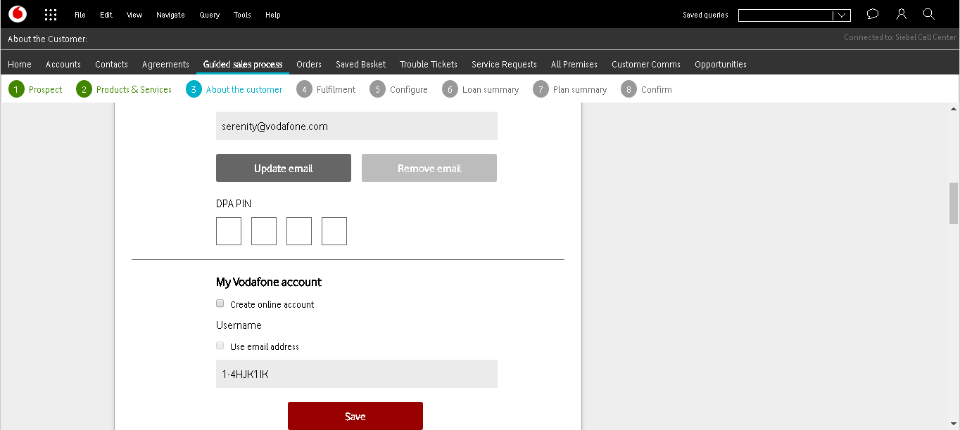 File Edit View Navigate Query Tools Help Saved queries
About the Customer: Connected to: Siebel Call Center
Home Accounts Contacts Agreements Guided sales process Orders Saved Basket Trouble Tickets Service Requests All Premises Customer Comms Opportunities
1 Prospect 2 Products & Services 3 About the customer 4 Fulfilment 5 Configure 6 Loan summary 7 Plan summary 8 Confirm
serenity@vodafone.com
Update email Remove email
DPA PIN
My Vodafone account
Create online account
Username
Use email address
1-4HJK1IK
Save